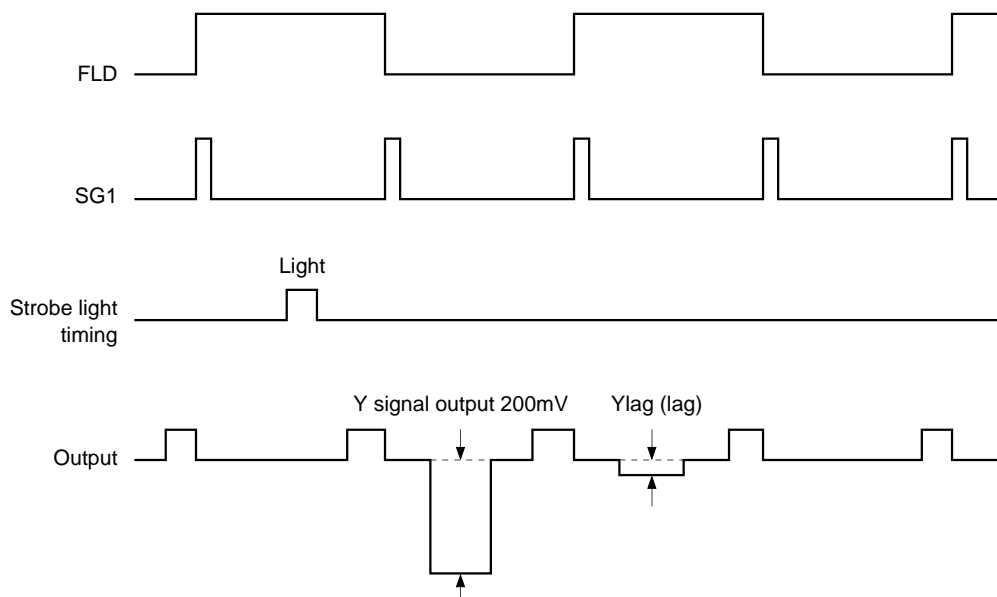 FLD
SG1
Light
Strobe light
timing
Y signal output 200mV
Ylag (lag)
Output